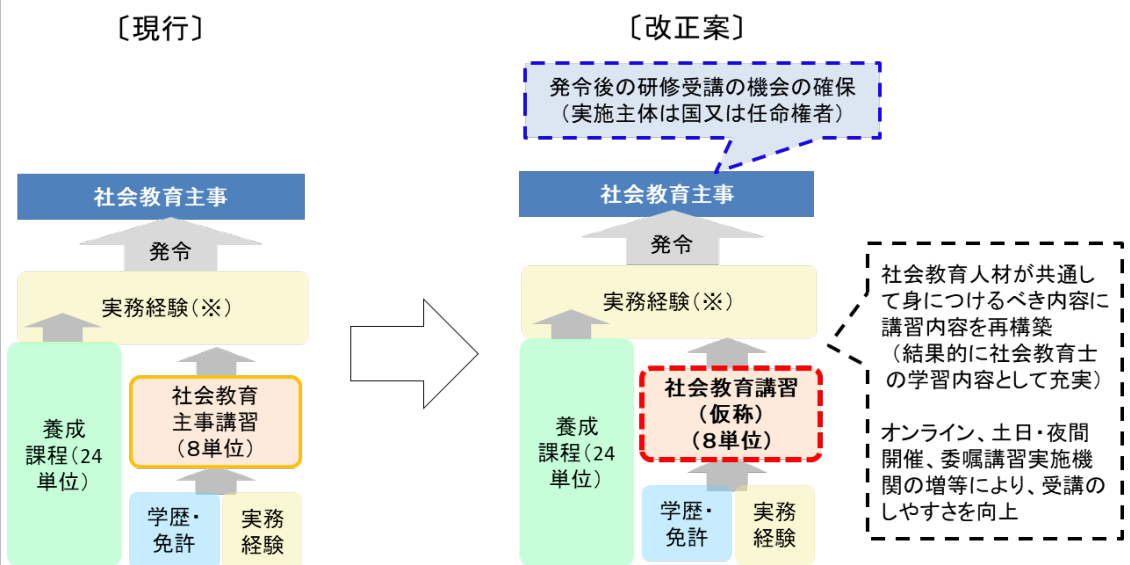 〔現行〕
社会教育主事
発令
実務経験(※)
養成
課程(24
単位)
社会教育
主事講習
(8単位)
学歴・
免許
実務
経験
〔改正案〕
発令後の研修受講の機会の確保
(実施主体は国又は任命権者)
社会教育主事
発令
実務経験(※)
養成
課程(24
単位)
社会教育講習
(仮称)
(8単位)
学歴・
免許
実務
経験
社会教育人材が共通し
て身につけるべき内容に
講習内容を再構築
(結果的に社会教育士
の学習内容として充実)
オンライン、土日・夜間
開催、委嘱講習実施機
関の増等により、受講の
しやすさを向上